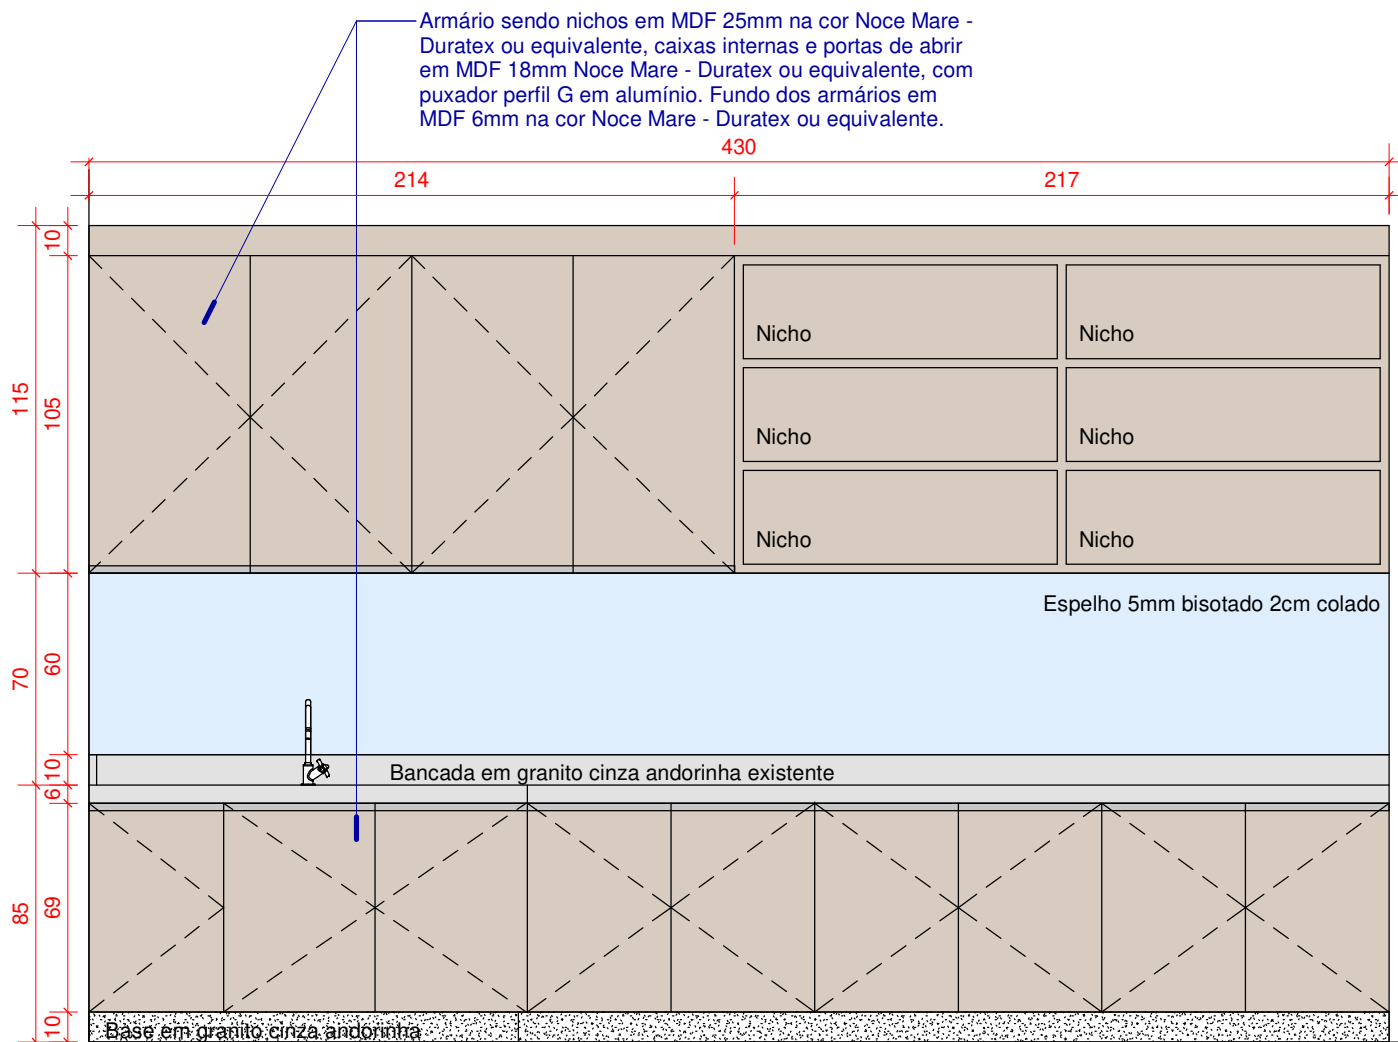 Armário sendo nichos em MDF 25mm na cor Noce Mare -
Duratex ou equivalente, caixas internas e portas de abrir
em MDF 18mm Noce Mare - Duratex ou equivalente, com
puxador perfil G em alumínio. Fundo dos armários em
MDF 6mm na cor Noce Mare - Duratex ou equivalente.
430
214
217
10
115
105
Nicho
Nicho
Nicho
Nicho
Nicho
Nicho
Espelho 5mm bisotado 2cm colado
70
60
10
Bancada em granito cinza andorinha existente
6
85
69
10
Base em granito cinza andorinha